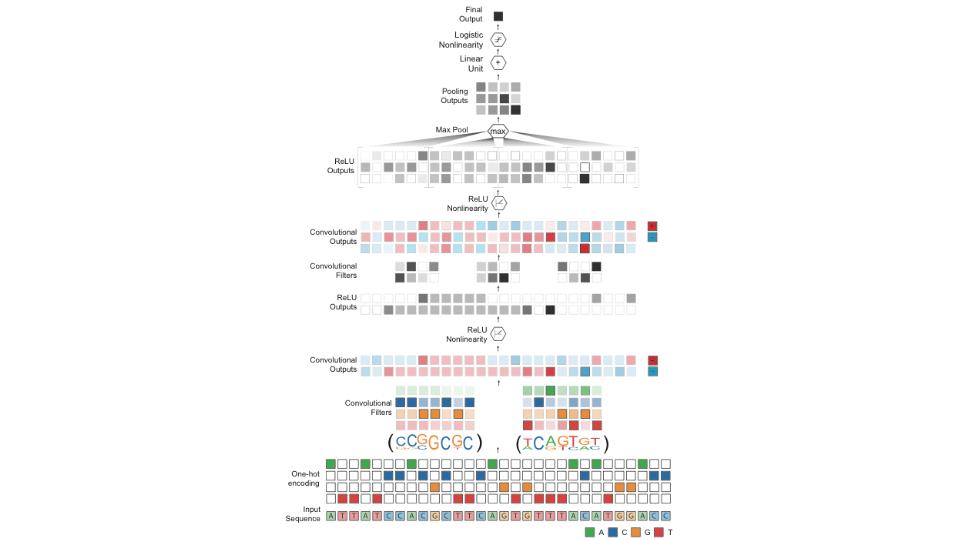 Final
Output
Logistic
Nonlinearity
Linear
Unit
+
Pooling
Outputs
Max Pool
max
ReLU
Outputs
ReLU
Nonlinearity
Convolutional
Outputs
Convolutional
Filters
ReLU
Outputs
ReLU
Nonlinearity
Convolutional
Outputs
Convolutional
Filters
(CCGGCGC) (TCAGTGT)
One-hot
encoding
Input
Sequence
A T T A T C C A C G C T T C A G T G T T T A C A T G G A C C
A C G T